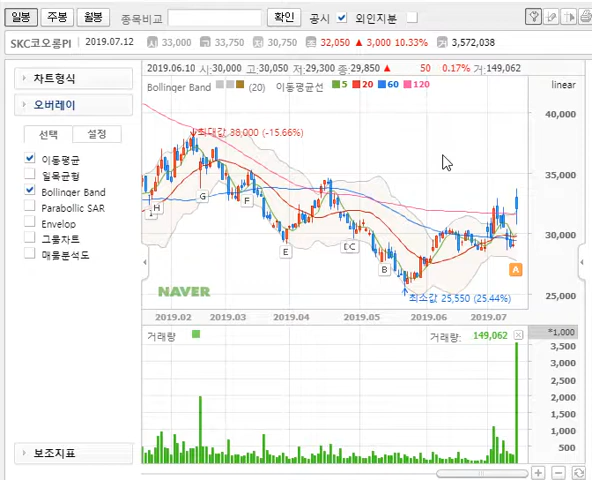 일봉 주봉 월봉 종목비교 확인 공시 외인지분
SKC코오롱PI 2019.07.12 시 33,000 고 33,750 저 30,750 종 32,050 ▲ 3,000 10.33% 거 3,572,038
차트형식
오버레이
선택 설정
이동평균
일목균형
Bollinger Band
Parabollic SAR
Envelop
그물차트
매물분석도
보조지표
2019.06.10 시:30,000 고:30,050 저:29,300 종:29,850 ▲ 50 0.17% 거:149,062
Bollinger Band (20) 이동평균선 5 20 60 120 linear
최대값 38,000 (-15.66%)
40,000
35,000
30,000
25,000
H G F E DC B A
최소값 25,550 (25.44%)
NAVER
2019.02 2019.03 2019.04 2019.05 2019.06 2019.07
거래량 거래량: 149,062 *1,000
3,500
3,000
2,500
2,000
1,500
1,000
500